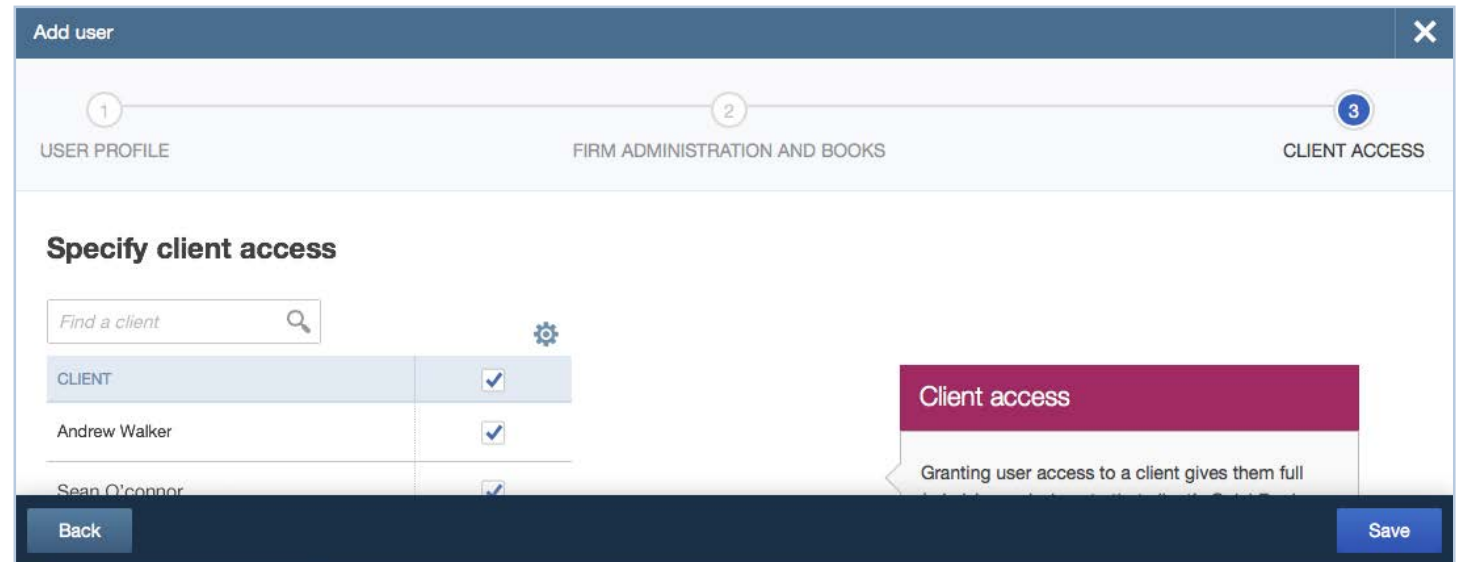 Add user
1
2
3
USER PROFILE
FIRM ADMINISTRATION AND BOOKS
CLIENT ACCESS
Specify client access
Find a client
CLIENT
Andrew Walker
Sean O'connor
Client access
Granting user access to a client gives them full
Back
Save